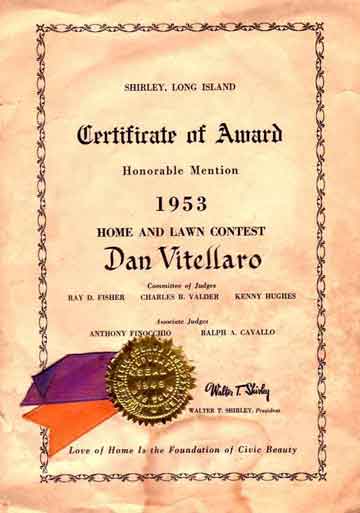 SHIRLEY, LONG ISLAND
Certificate of Award
Honorable Mention
1953
HOME AND LAWN CONTEST
Dan Vitellaro
Committee of Judges
RAY D. FISHER CHARLES B. VALDER KENNY HUGHES
Associate Judges
ANTHONY FINOCCHIO RALPH A. CAVALLO
SEAL
Walter T. Shirley
WALTER T. SHIRLEY, President
Love of Home Is the Foundation of Civic Beauty